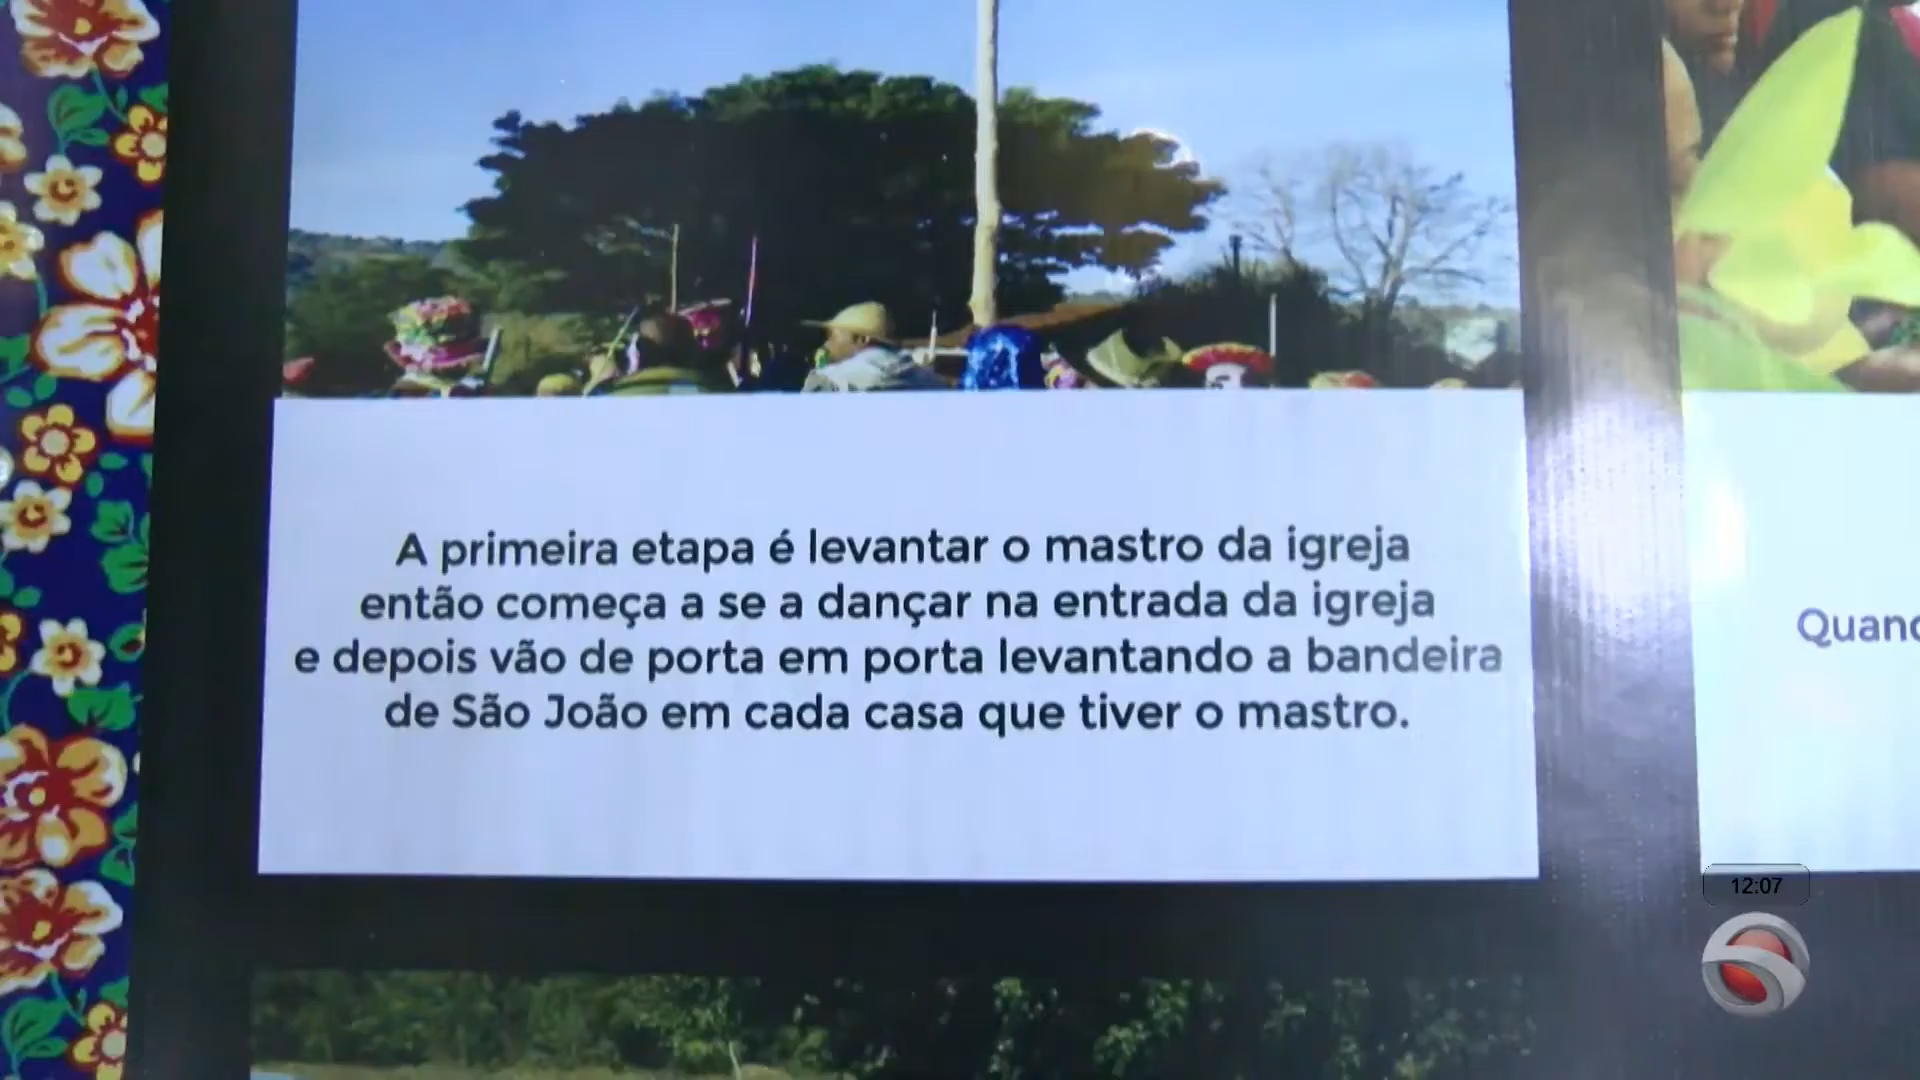 A primeira etapa é levantar o mastro da igreja
então começa a se a dançar na entrada da igreja
e depois vão de porta em porta levantando a bandeira
de São João em cada casa que tiver o mastro.
12:07